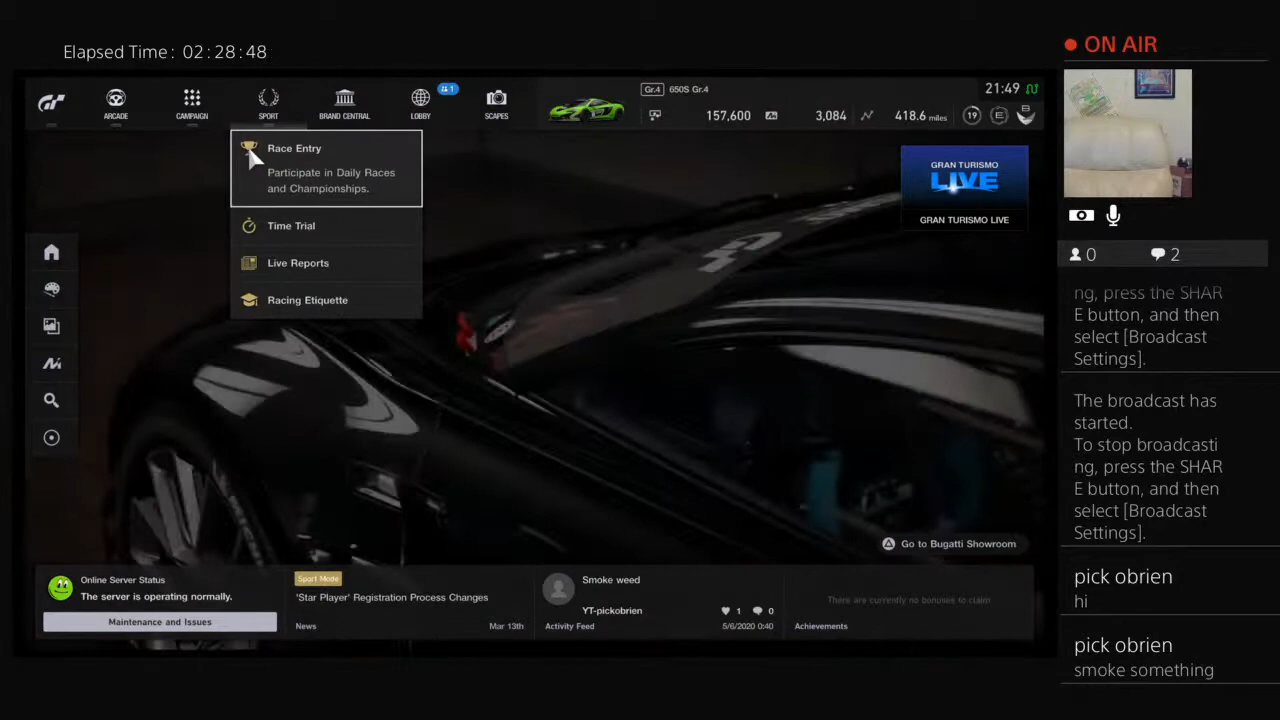 Elapsed Time: 02:28:48
ON AIR
GT
ARCADE
CAMPAIGN
SPORT
BRAND CENTRAL
LOBBY
1
SCAPES
Gr.4 650S Gr.4
21:49
157,600
3,084
418.6 miles
19
E
B
Race Entry
Participate in Daily Races
and Championships.
Time Trial
Live Reports
Racing Etiquette
GRAN TURISMO
LIVE
GRAN TURISMO LIVE
0
2
ng, press the SHAR
E button, and then
select [Broadcast
Settings].
The broadcast has
started.
To stop broadcasti
ng, press the SHAR
E button, and then
select [Broadcast
Settings].
pick obrien
hi
pick obrien
smoke something
Go to Bugatti Showroom
Online Server Status
The server is operating normally.
Maintenance and Issues
Sport Mode
'Star Player' Registration Process Changes
News
Mar 13th
Smoke weed
YT-pickobrien
1
0
Activity Feed
5/6/2020 0:40
There are currently no bonuses to claim
Achievements